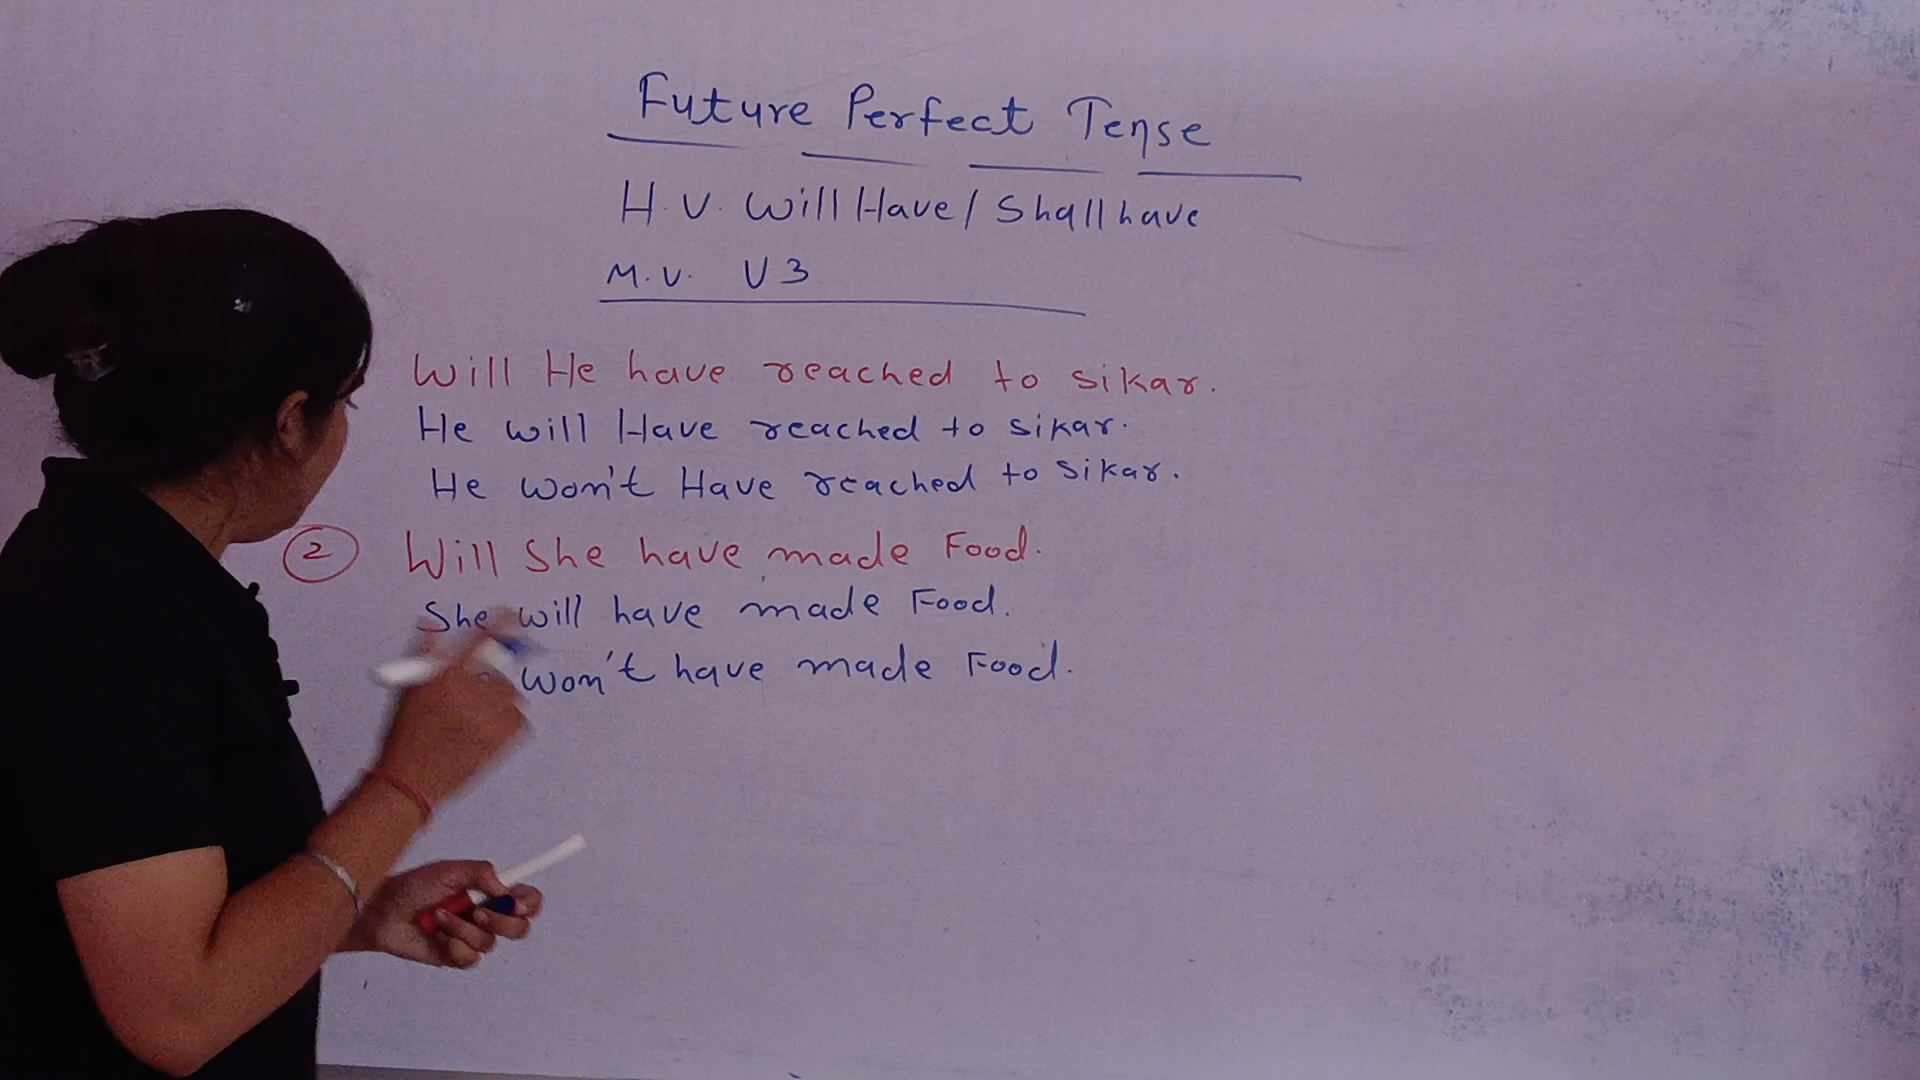 Future Perfect Tense
H.V. Will Have / Shall have
M.V. V3
Will He have reached to sikar.
He will Have reached to sikar.
He won't Have reached to sikar.
2 Will She have made Food.
She will have made Food.
won't have made Food.